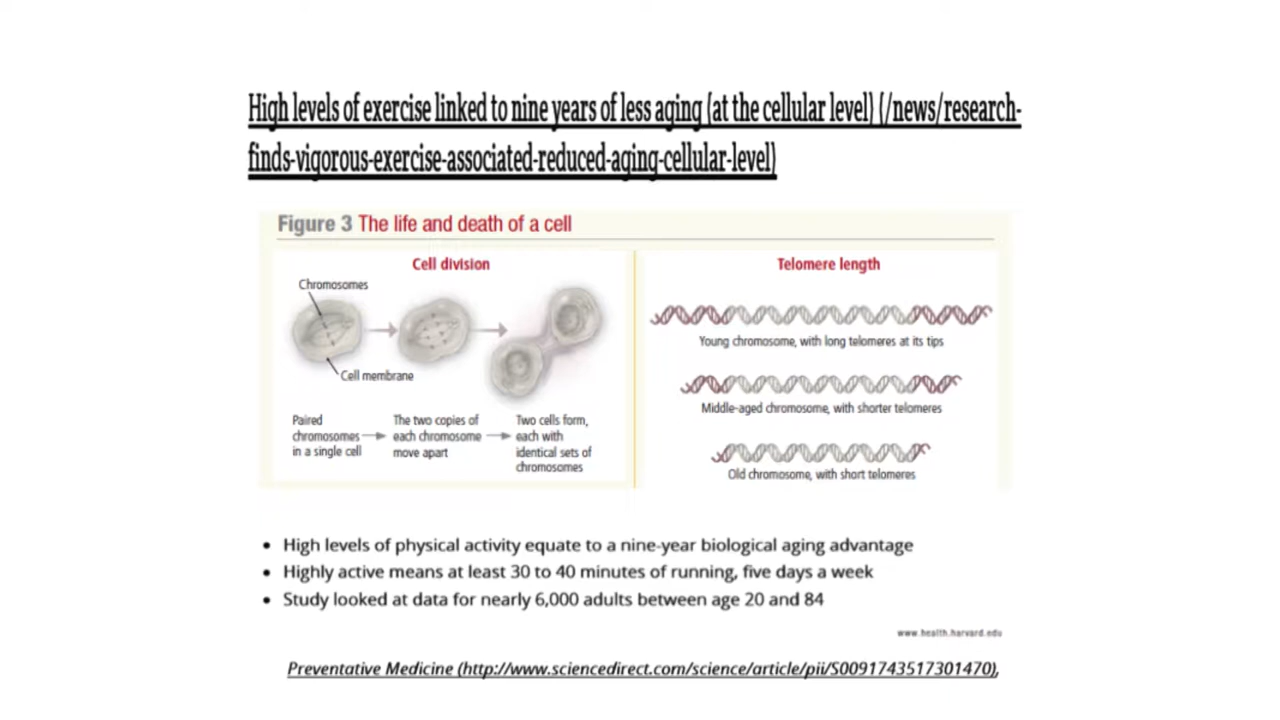 High levels of exercise linked to nine years of less aging (at the cellular level) (/news/research-
finds-vigorous-exercise-associated-reduced-aging-cellular-level)
Figure 3 The life and death of a cell
Cell division
Chromosomes
Cell membrane
Paired
chromosomes
in a single cell
The two copies of
each chromosome
move apart
Two cells form,
each with
identical sets of
chromosomes
Telomere length
Young chromosome, with long telomeres at its tips
Middle-aged chromosome, with shorter telomeres
Old chromosome, with short telomeres
• High levels of physical activity equate to a nine-year biological aging advantage
• Highly active means at least 30 to 40 minutes of running, five days a week
• Study looked at data for nearly 6,000 adults between age 20 and 84
www.health.harvard.edu
Preventative Medicine (http://www.sciencedirect.com/science/article/pii/S0091743517301470),